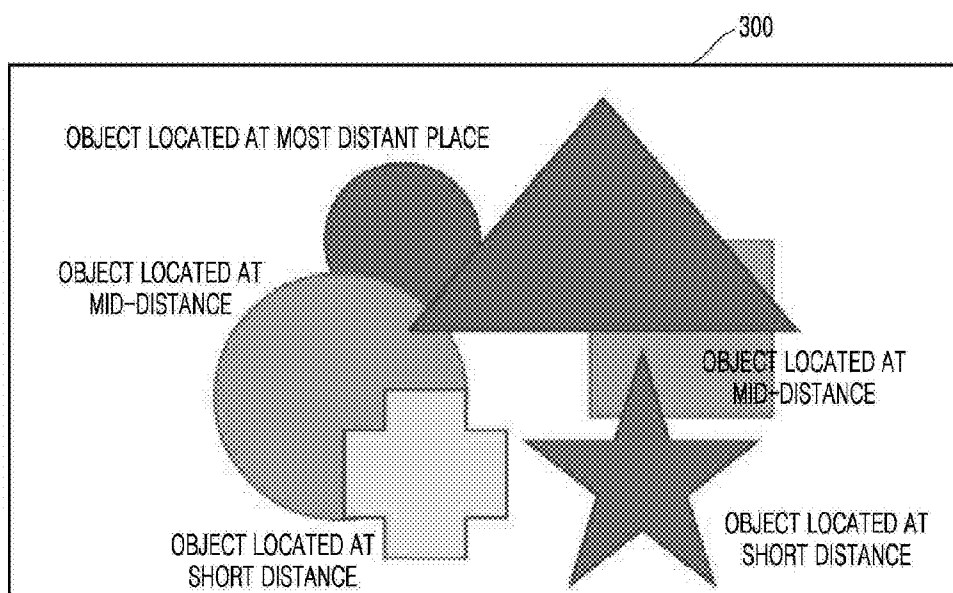 300
OBJECT LOCATED AT MOST DISTANT PLACE
OBJECT LOCATED AT
MID-DISTANCE
OBJECT LOCATED AT
MID-DISTANCE
OBJECT LOCATED AT
SHORT DISTANCE
OBJECT LOCATED AT
SHORT DISTANCE